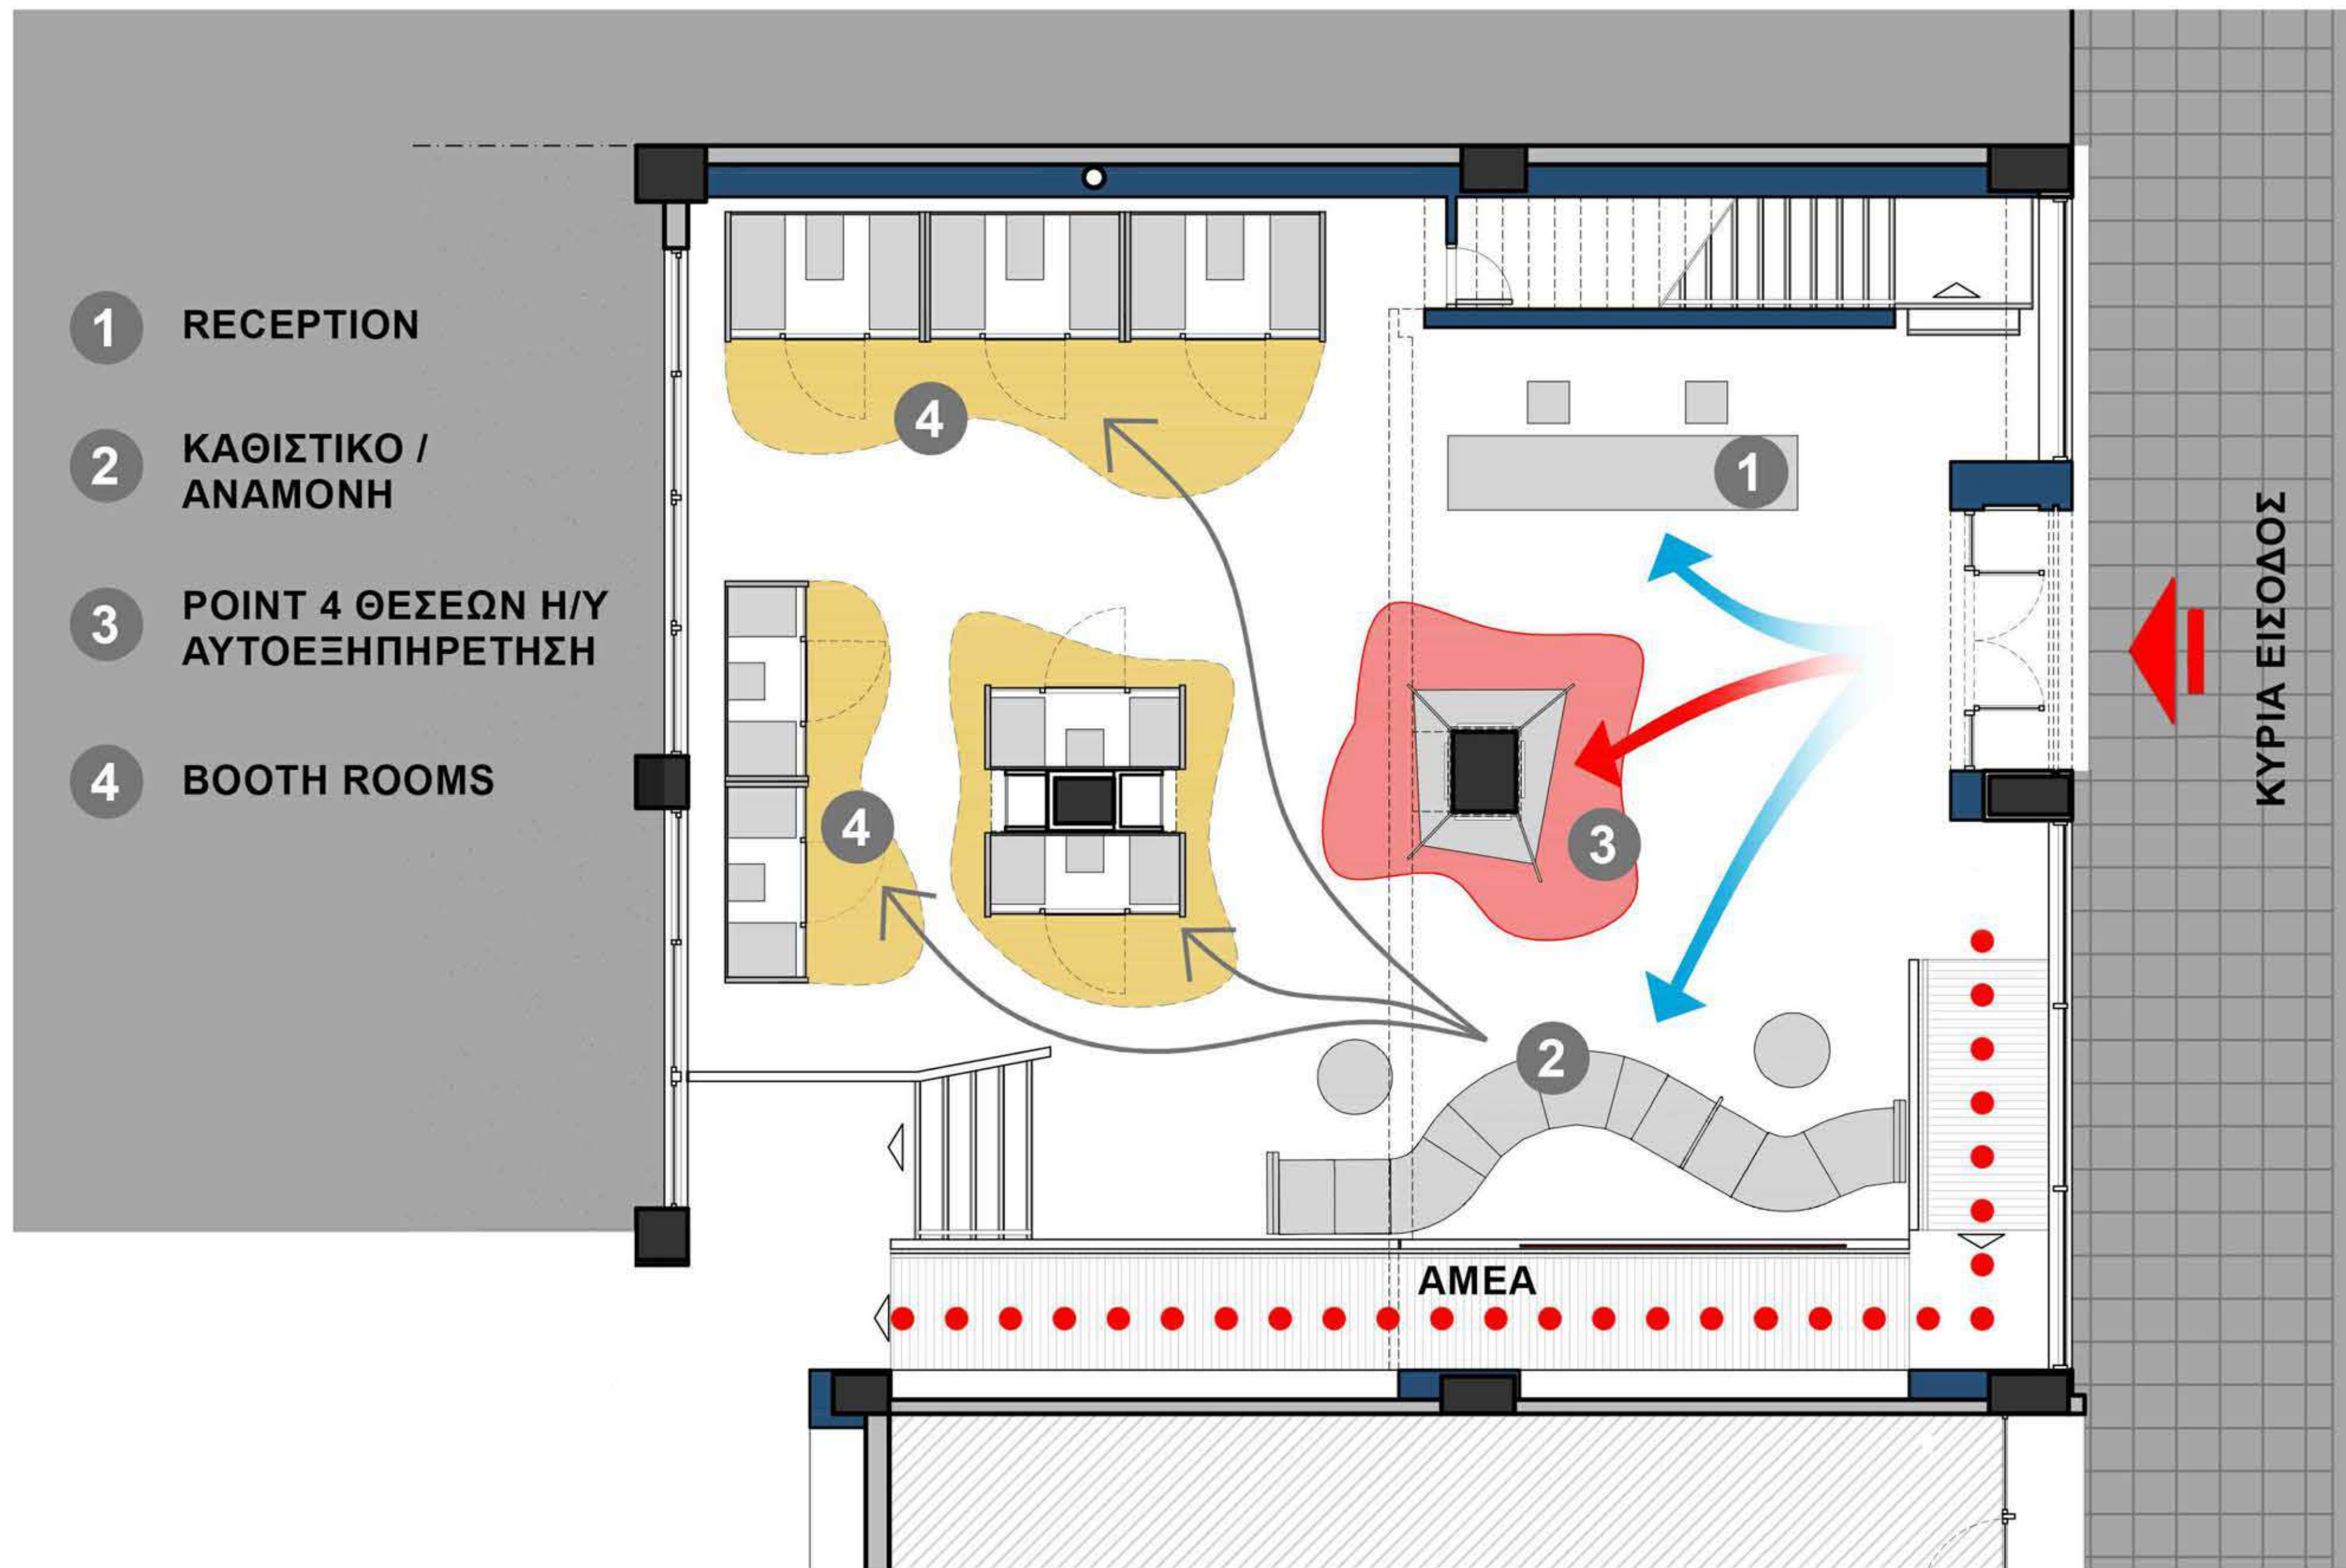 1 RECEPTION
2 ΚΑΘΙΣΤΙΚΟ /
ΑΝΑΜΟΝΗ
3 POINT 4 ΘΕΣΕΩΝ Η/Υ
ΑΥΤΟΕΞΗΠΗΡΕΤΗΣΗ
4 BOOTH ROOMS
4
1
4
3
2
ΑΜΕΑ
ΚΥΡΙΑ ΕΙΣΟΔΟΣ